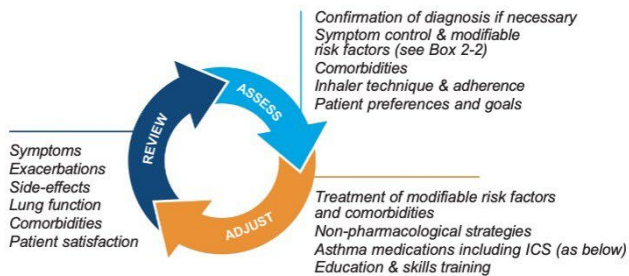 Confirmation of diagnosis if necessary
Symptom control & modifiable
risk factors (see Box 2-2)
Comorbidities
Inhaler technique & adherence
Patient preferences and goals
ASSESS
REVIEW
Symptoms
Exacerbations
Side-effects
Lung function
Comorbidities
Patient satisfaction
ADJUST
Treatment of modifiable risk factors
and comorbidities
Non-pharmacological strategies
Asthma medications including ICS (as below)
Education & skills training